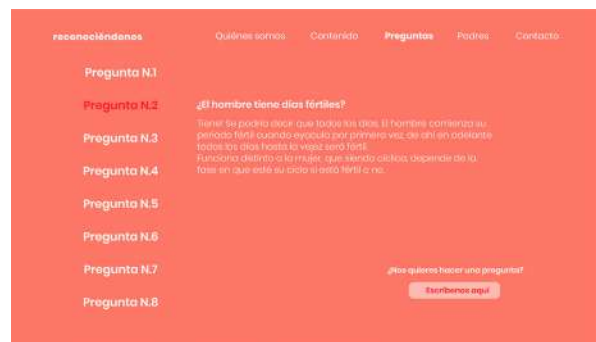 reconociéndonos
Quiénes somos
Contenido
Preguntas
Padres
Contacto
Pregunta N.1
Pregunta N.2
Pregunta N.3
Pregunta N.4
Pregunta N.5
Pregunta N.6
Pregunta N.7
Pregunta N.8
¿El hombre tiene días fértiles?
Tiene! Se podría decir que todos los días. El hombre comienza su
período fértil cuando eyacula por primera vez, de ahí en adelante
todos los días hasta la vejez será fértil.
Funciona distinto a la mujer, que siendo cíclica, depende de la
fase en que esté su ciclo si está fértil o no.
¿Nos quieres hacer una pregunta?
Escríbenos aquí